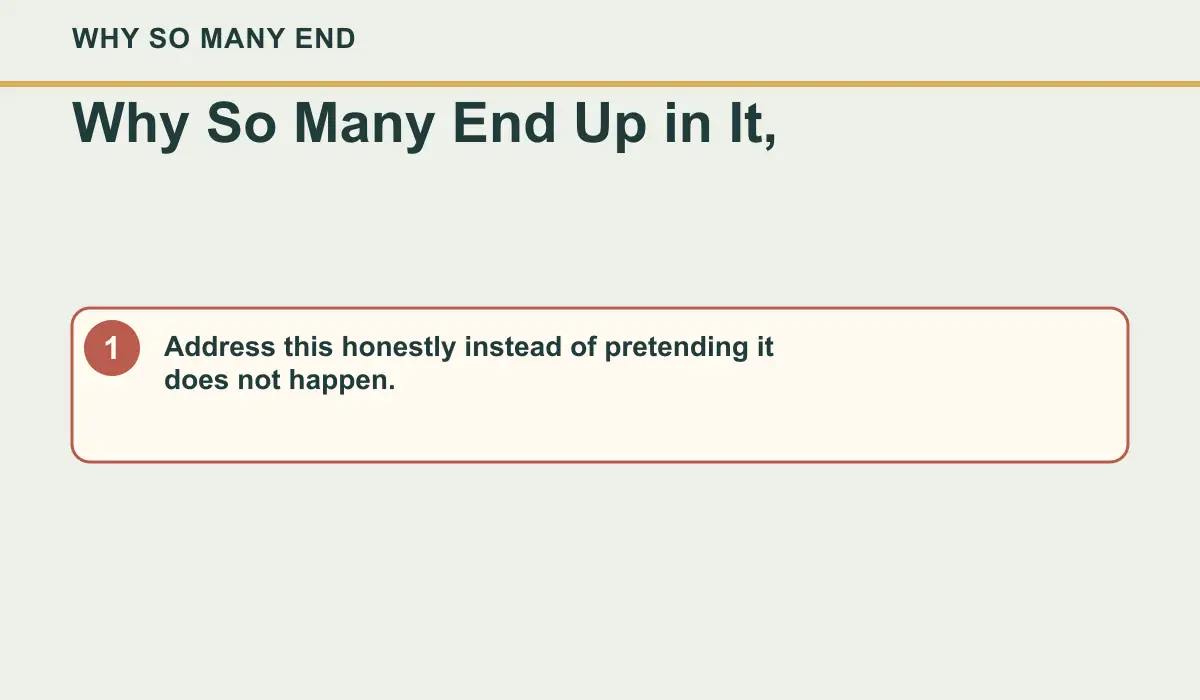 WHY SO MANY END
Why So Many End Up in It,
1
Address this honestly instead of pretending it
does not happen.